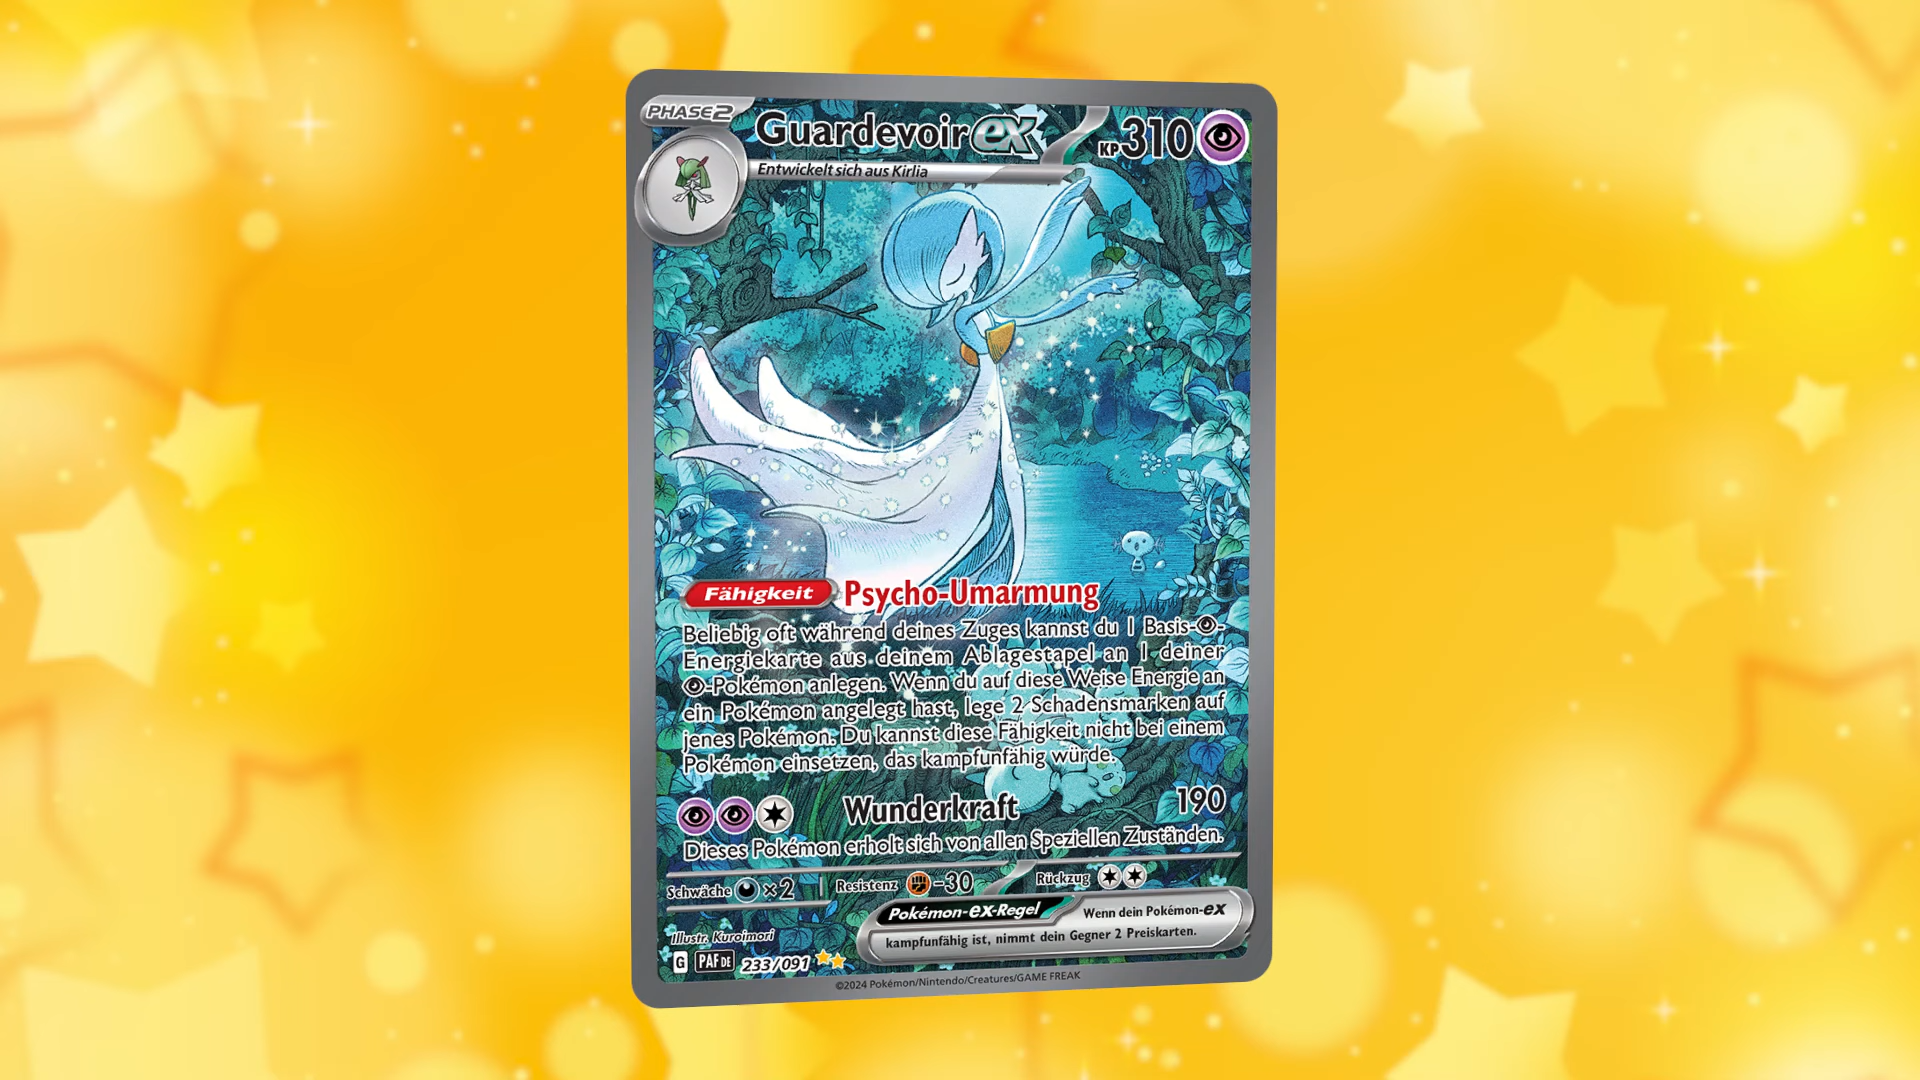 PHASE2
Guardevoir ex KP 310
Entwickelt sich aus Kirlia
Fähigkeit Psycho-Umarmung
Beliebig oft während deines Zuges kannst du 1 Basis-
-Energiekarte aus deinem Ablagestapel an 1 deiner
-Pokémon anlegen. Wenn du auf diese Weise Energie an
ein Pokémon angelegt hast, lege 2 Schadensmarken auf
jenes Pokémon. Du kannst diese Fähigkeit nicht bei einem
Pokémon einsetzen, das kampfunfähig würde.
Wunderkraft 190
Dieses Pokémon erholt sich von allen Speziellen Zuständen.
Schwäche ×2 Resistenz -30 Rückzug
Pokémon-ex-Regel Wenn dein Pokémon-ex
kampfunfähig ist, nimmt dein Gegner 2 Preiskarten.
Illustr. Kuroimori
G PAF DE 233/091
©2024 Pokémon/Nintendo/Creatures/GAME FREAK